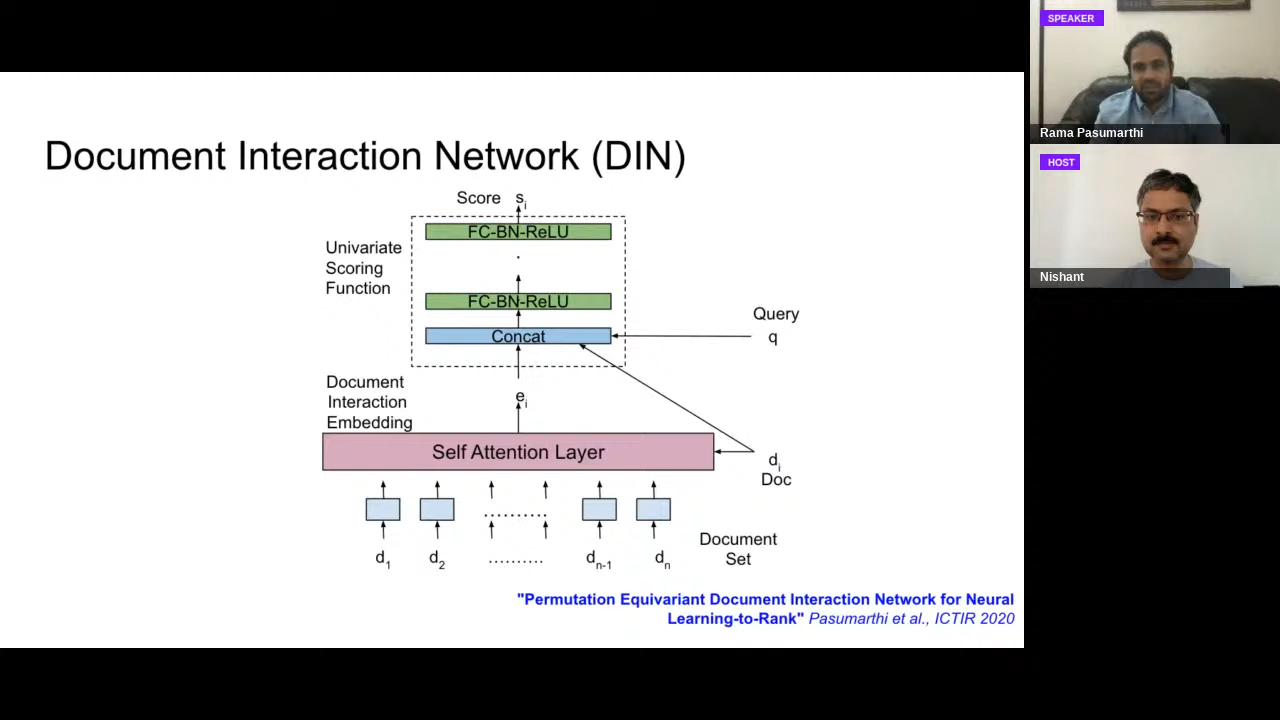 Document Interaction Network (DIN)
Score s_i
FC-BN-ReLU
Univariate
Scoring
Function
.
FC-BN-ReLU
Concat
Query
q
Document
Interaction
Embedding
e_i
Self Attention Layer
d_i
Doc
..........
d_1 d_2 .......... d_n-1 d_n
Document
Set
"Permutation Equivariant Document Interaction Network for Neural
Learning-to-Rank" Pasumarthi et al., ICTIR 2020
SPEAKER
Rama Pasumarthi
HOST
Nishant